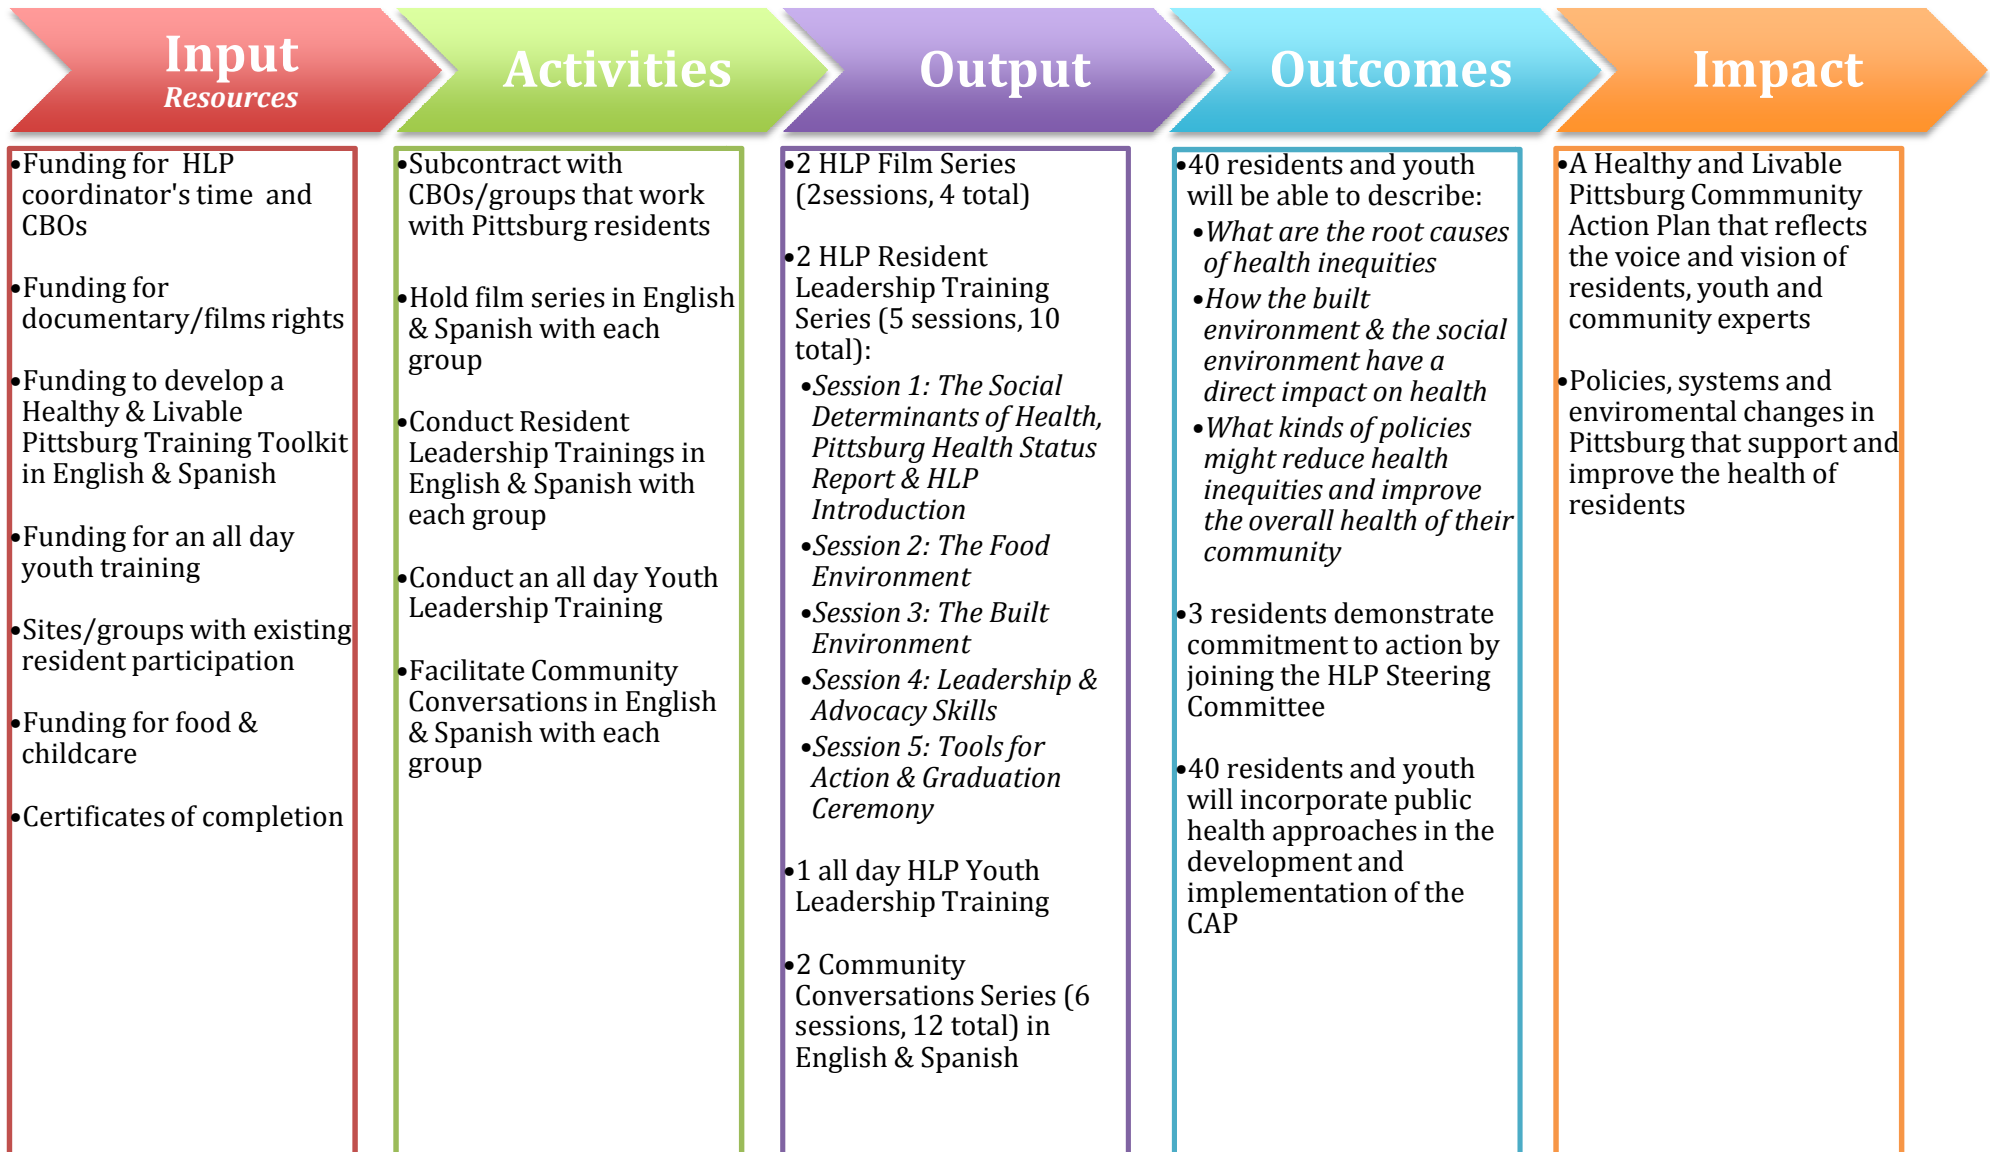 Input
Resources
Activities
Output
Outcomes
Impact
•Funding for  HLP
coordinator's time  and
CBOs
•Funding for
documentary/films rights
•Funding to develop a
Healthy & Livable
Pittsburg Training Toolkit
in English & Spanish
•Funding for an all day
youth training
•Sites/groups with existing
resident participation
•Funding for food &
childcare
•Certificates of completion
•Subcontract with
CBOs/groups that work
with Pittsburg residents
•Hold film series in English
& Spanish with each
group
•Conduct Resident
Leadership Trainings in
English & Spanish with
each group
•Conduct an all day Youth
Leadership Training
•Facilitate Community
Conversations in English
& Spanish with each
group
•2 HLP Film Series
(2sessions, 4 total)
•2 HLP Resident
Leadership Training
Series (5 sessions, 10
total):
•Session 1: The Social
Determinants of Health,
Pittsburg Health Status
Report & HLP
Introduction
•Session 2: The Food
Environment
•Session 3: The Built
Environment
•Session 4: Leadership &
Advocacy Skills
•Session 5: Tools for
Action & Graduation
Ceremony
•1 all day HLP Youth
Leadership Training
•2 Community
Conversations Series (6
sessions, 12 total) in
English & Spanish
•40 residents and youth
will be able to describe:
•What are the root causes
of health inequities
•How the built
environment & the social
environment have a
direct impact on health
•What kinds of policies
might reduce health
inequities and improve
the overall health of their
community
•3 residents demonstrate
commitment to action by
joining the HLP Steering
Committee
•40 residents and youth
will incorporate public
health approaches in the
development and
implementation of the
CAP
•A Healthy and Livable
Pittsburg Commmunity
Action Plan that reflects
the voice and vision of
residents, youth and
community experts
•Policies, systems and
enviromental changes in
Pittsburg that support and
improve the health of
residents